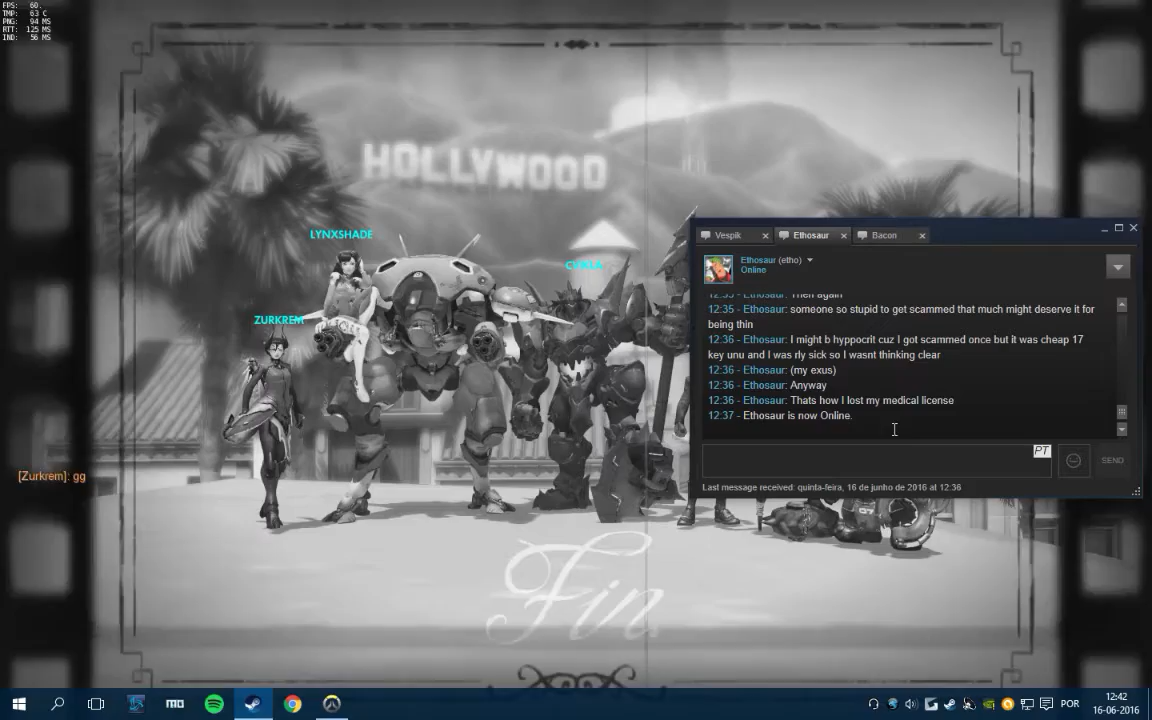 FPS: 60.
TMP: 63 C
PNG: 94 MS
RTT: 125 MS
IND: 56 MS
HOLLYWOOD
LYNXSHADE
CYKLA
ZURKREM
[Zurkrem]: gg
Fin
Vespik
Ethosaur
Bacon
Ethosaur (etho)
Online
12:35 - Ethosaur: Then again
12:35 - Ethosaur: someone so stupid to get scammed that much might deserve it for
being thin
12:36 - Ethosaur: I might b hyppocrit cuz I got scammed once but it was cheap 17
key unu and I was rly sick so I wasnt thinking clear
12:36 - Ethosaur: (my exus)
12:36 - Ethosaur: Anyway
12:36 - Ethosaur: Thats how I lost my medical license
12:37 - Ethosaur is now Online.
PT
SEND
Last message received: quinta-feira, 16 de junho de 2016 at 12:36
POR
12:42
16-06-2016